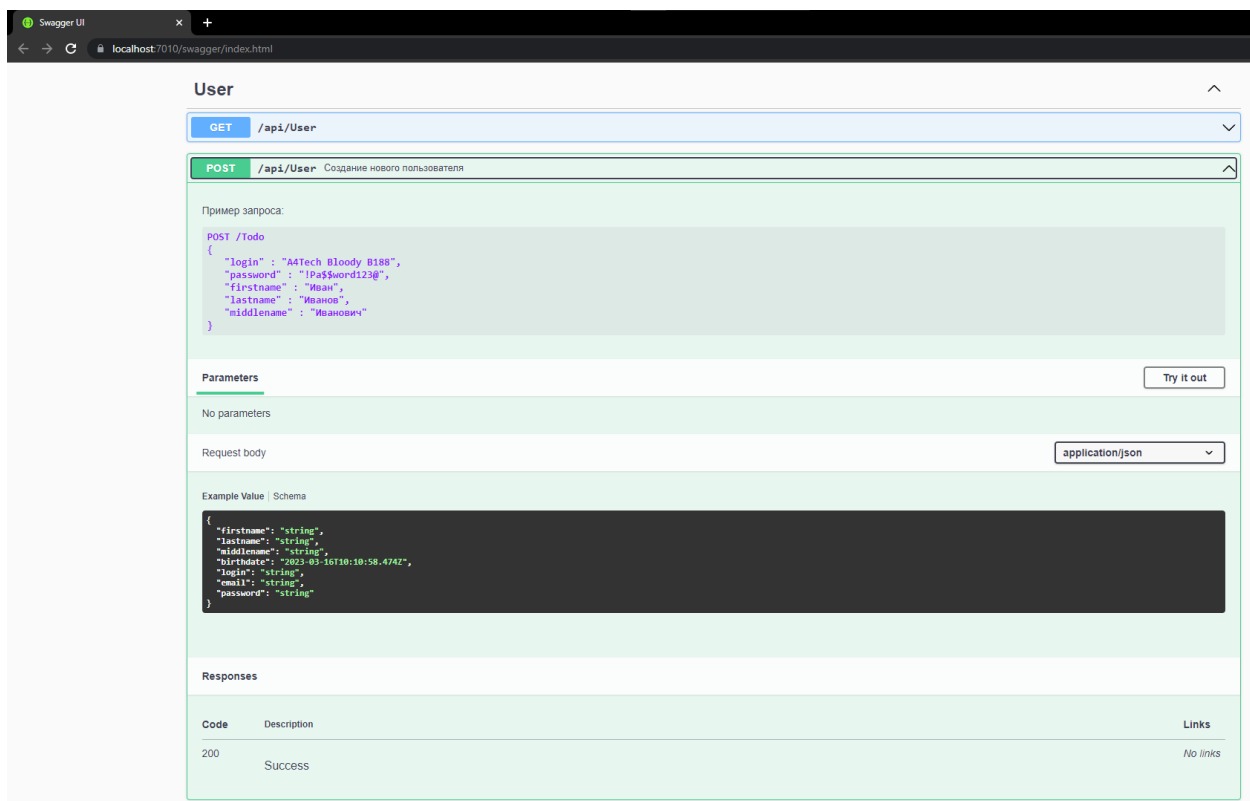 Swagger UI
localhost:7010/swagger/index.html
User
GET /api/User
POST /api/User Создание нового пользователя
Пример запроса:
POST /Todo
{
"login" : "A4Tech Bloody B188",
"password" : "!Pa$$word123@",
"firstname" : "Иван",
"lastname" : "Иванов",
"middlename" : "Иванович"
}
Parameters
Try it out
No parameters
Request body
application/json
Example Value | Schema
{
"firstname": "string",
"lastname": "string",
"middlename": "string",
"birthdate": "2023-03-16T10:10:58.474Z",
"login": "string",
"email": "string",
"password": "string"
}
Responses
Code Description Links
200 Success No links